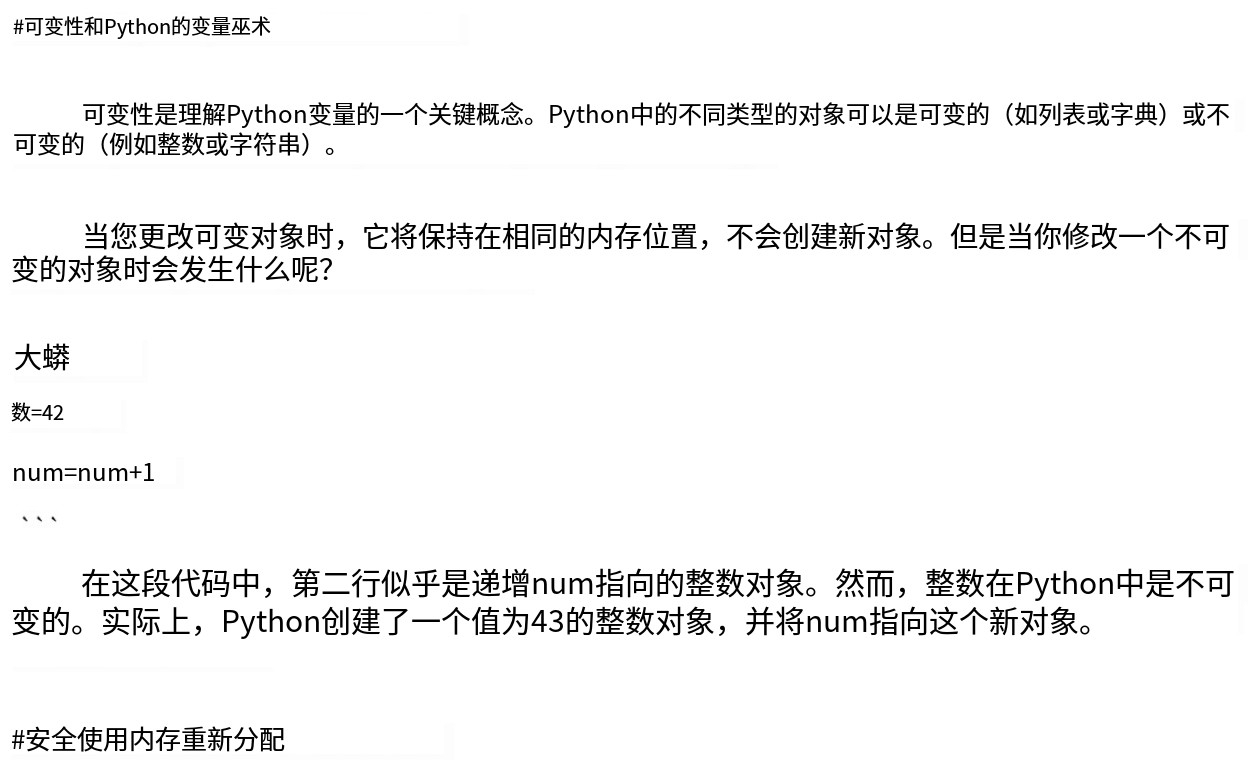 #可变性和Python的变量巫术
可变性是理解Python变量的一个关键概念。Python中的不同类型的对象可以是可变的（如列表或字典）或不
可变的（例如整数或字符串）。
当您更改可变对象时，它将保持在相同的内存位置，不会创建新对象。但是当你修改一个不可
变的对象时会发生什么呢？
大蟒
数=42
num=num+1
```
在这段代码中，第二行似乎是递增num指向的整数对象。然而，整数在Python中是不可
变的。实际上，Python创建了一个值为43的整数对象，并将num指向这个新对象。
#安全使用内存重新分配